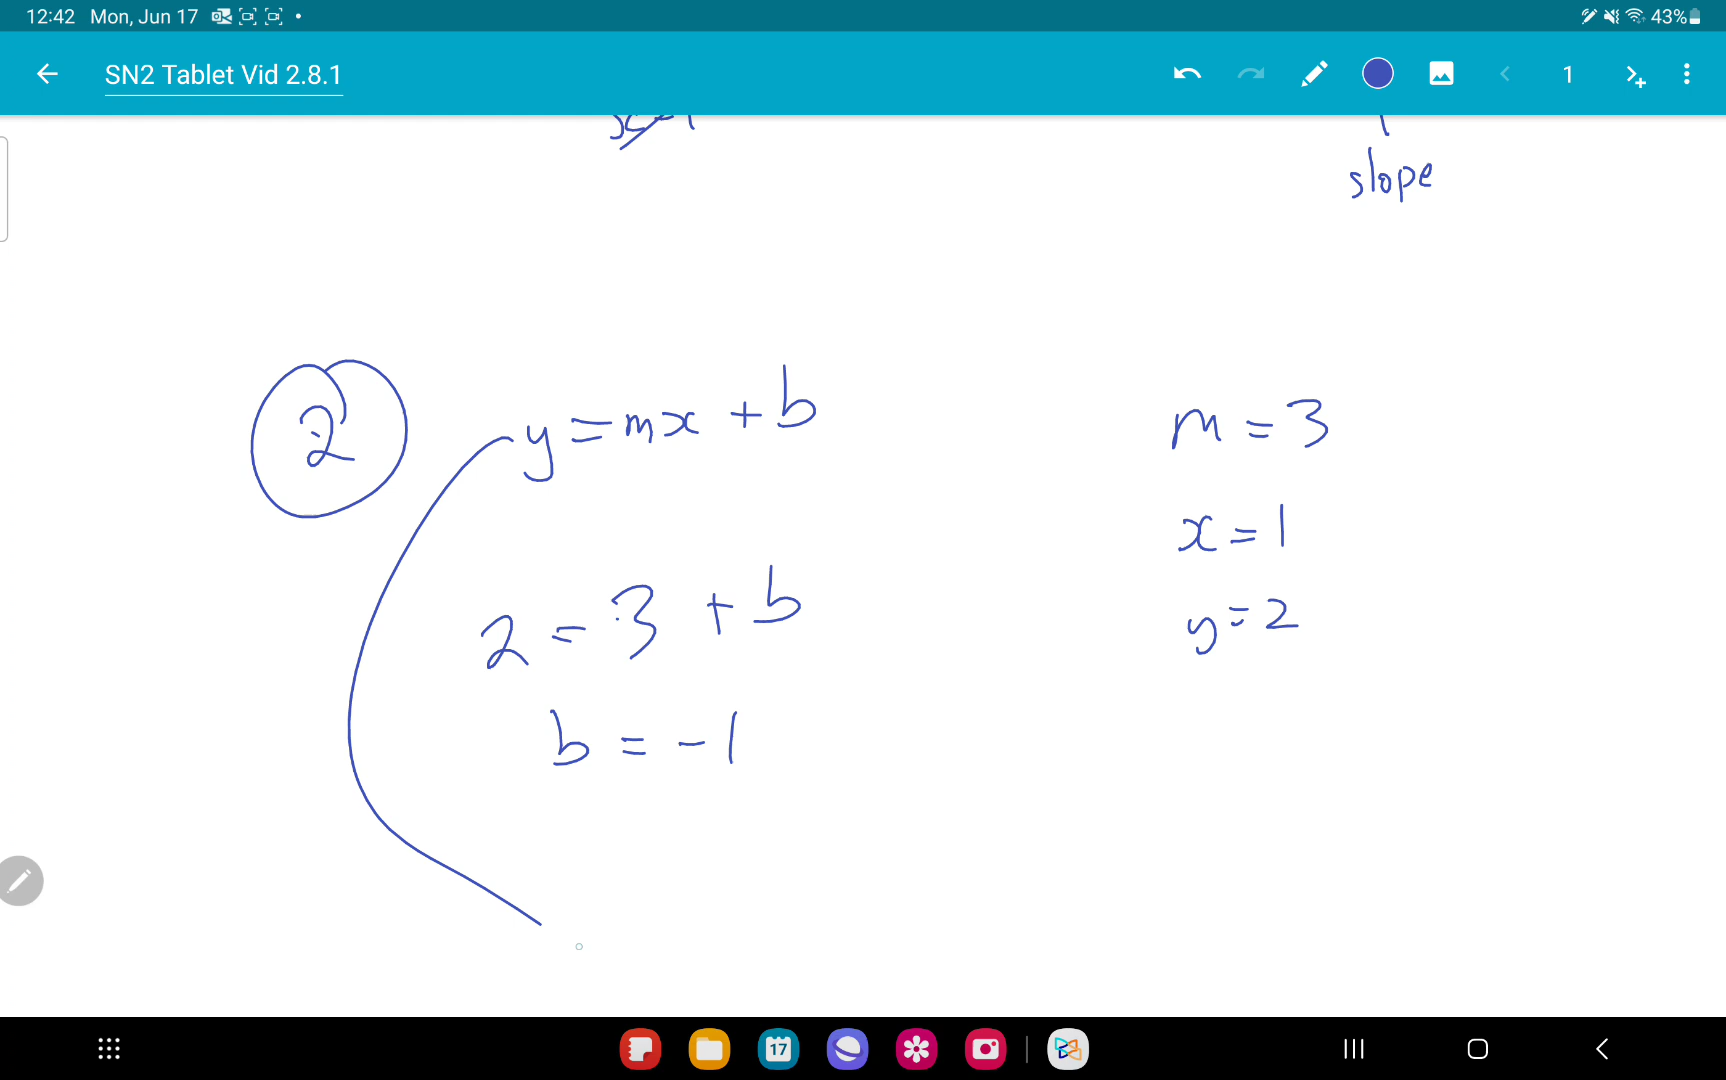 12:42 Mon, Jun 17
43%
SN2 Tablet Vid 2.8.1
1
slope
2
y = mx + b
m = 3
x = 1
2 = 3 + b
y = 2
b = -1
17